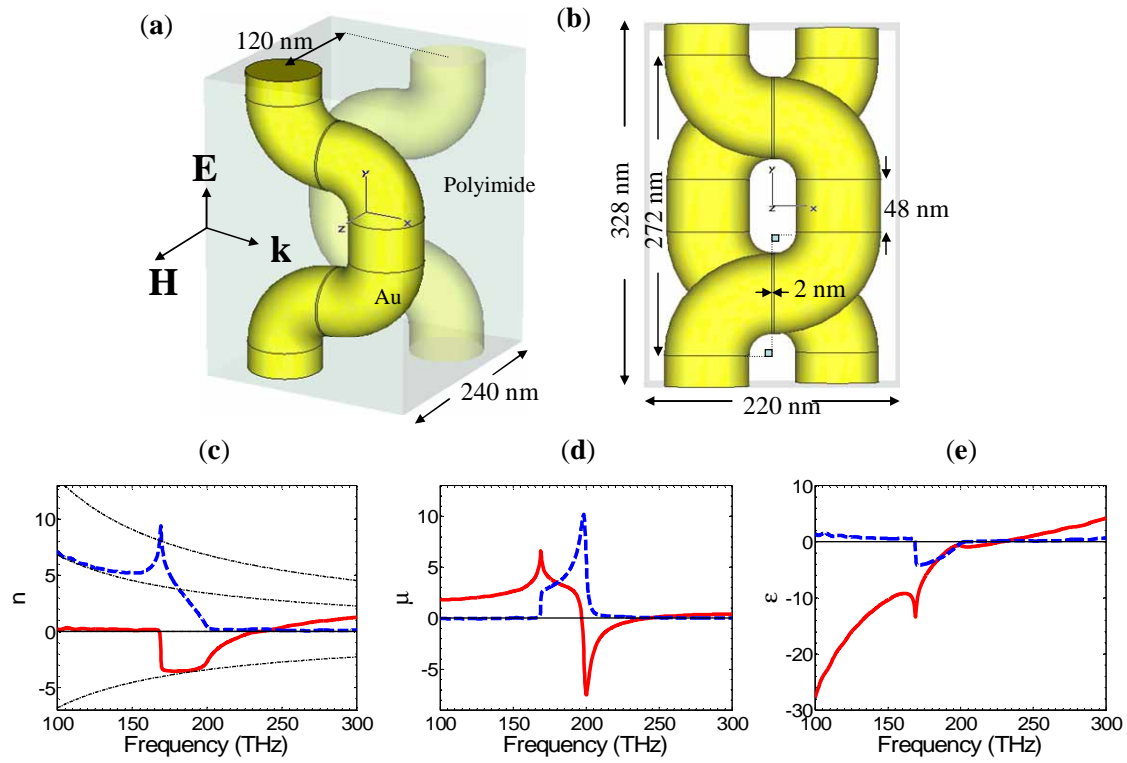 (a)
120 nm
E
H
k
y
x
z
Polyimide
Au
240 nm
(b)
328 nm
272 nm
y
z
x
48 nm
2 nm
220 nm
(c)
10
5
0
-5
n
100 150 200 250 300
Frequency (THz)
(d)
10
5
0
-5
μ
100 150 200 250 300
Frequency (THz)
(e)
10
0
-10
-20
-30
ε
100 150 200 250 300
Frequency (THz)